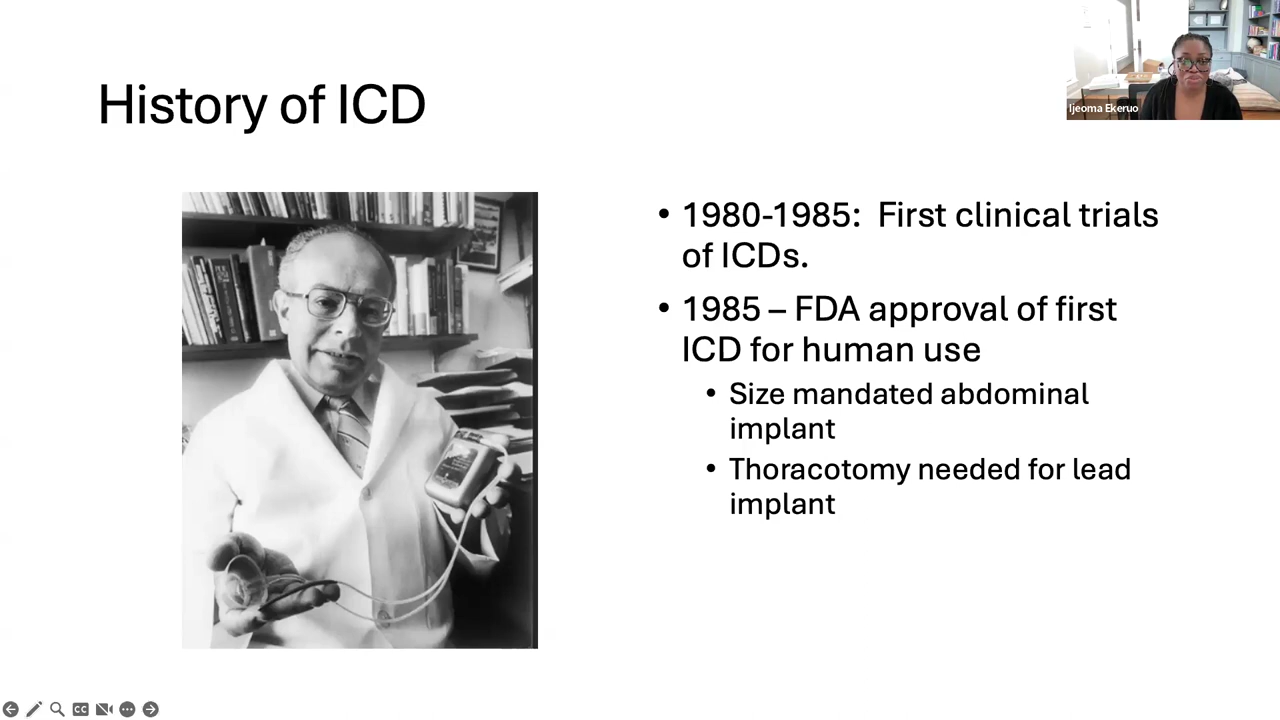 History of ICD
Ijeoma Ekeruo
• 1980-1985: First clinical trials
of ICDs.
• 1985 – FDA approval of first
ICD for human use
• Size mandated abdominal
implant
• Thoracotomy needed for lead
implant
CC